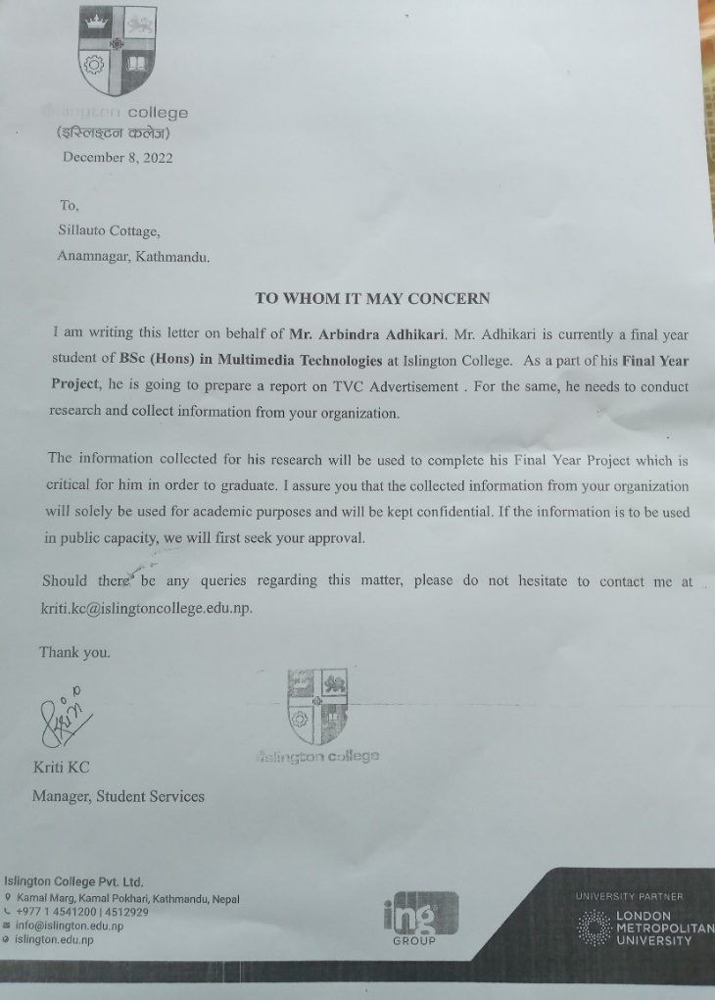 islington college
(इस्लिङ्टन कलेज)
December 8, 2022
To,
Sillauto Cottage,
Anamnagar, Kathmandu.
TO WHOM IT MAY CONCERN
I am writing this letter on behalf of Mr. Arbindra Adhikari. Mr. Adhikari is currently a final year
student of BSc (Hons) in Multimedia Technologies at Islington College. As a part of his Final Year
Project, he is going to prepare a report on TVC Advertisement . For the same, he needs to conduct
research and collect information from your organization.
The information collected for his research will be used to complete his Final Year Project which is
critical for him in order to graduate. I assure you that the collected information from your organization
will solely be used for academic purposes and will be kept confidential. If the information is to be used
in public capacity, we will first seek your approval.
Should there be any queries regarding this matter, please do not hesitate to contact me at
kriti.kc@islingtoncollege.edu.np.
Thank you.
islington college
Kriti KC
Manager, Student Services
Islington College Pvt. Ltd.
Kamal Marg, Kamal Pokhari, Kathmandu, Nepal
+977 1 4541200 | 4512929
info@islington.edu.np
islington.edu.np
ing
GROUP
UNIVERSITY PARTNER
LONDON
METROPOLITAN
UNIVERSITY